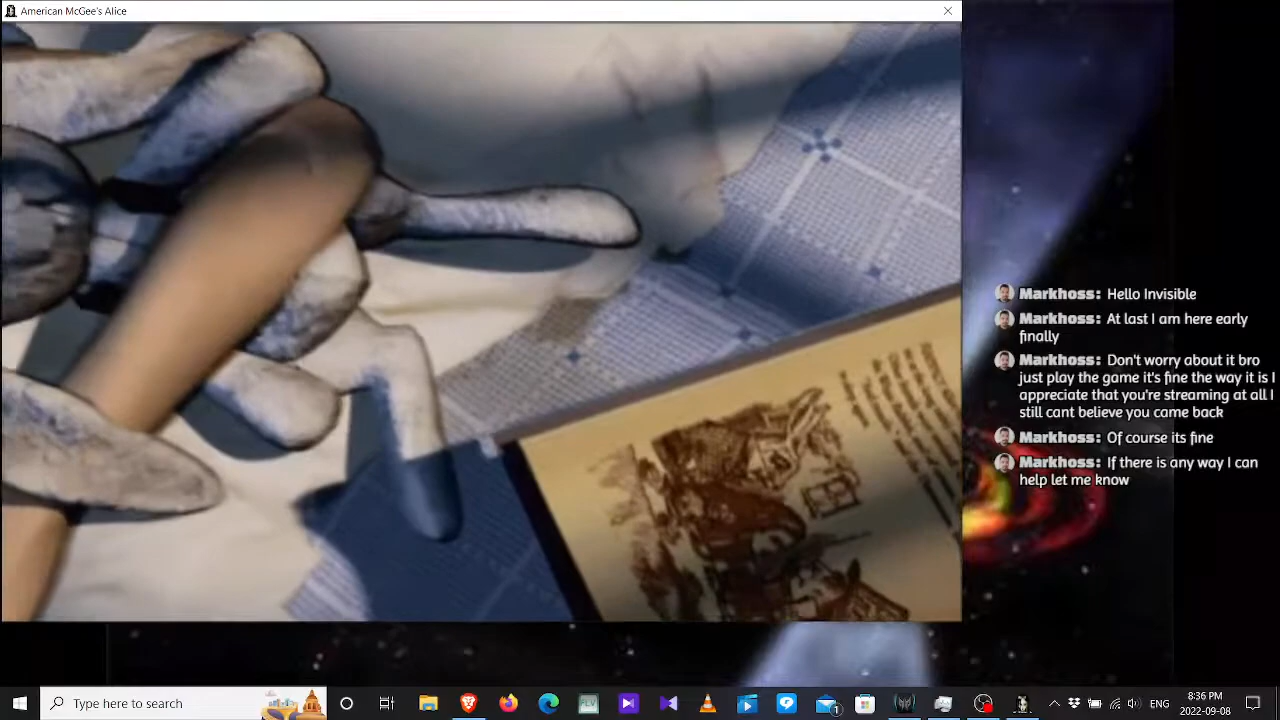 American McGee's Alice
Markhoss: Hello Invisible
Markhoss: At last I am here early
finally
Markhoss: Don't worry about it bro
just play the game it's fine the way it is I
appreciate that you're streaming at all I
still cant believe you came back
Markhoss: Of course its fine
Markhoss: If there is any way I can
help let me know
Type here to search
FLV
1
ENG
8:36 PM
2022-09-08